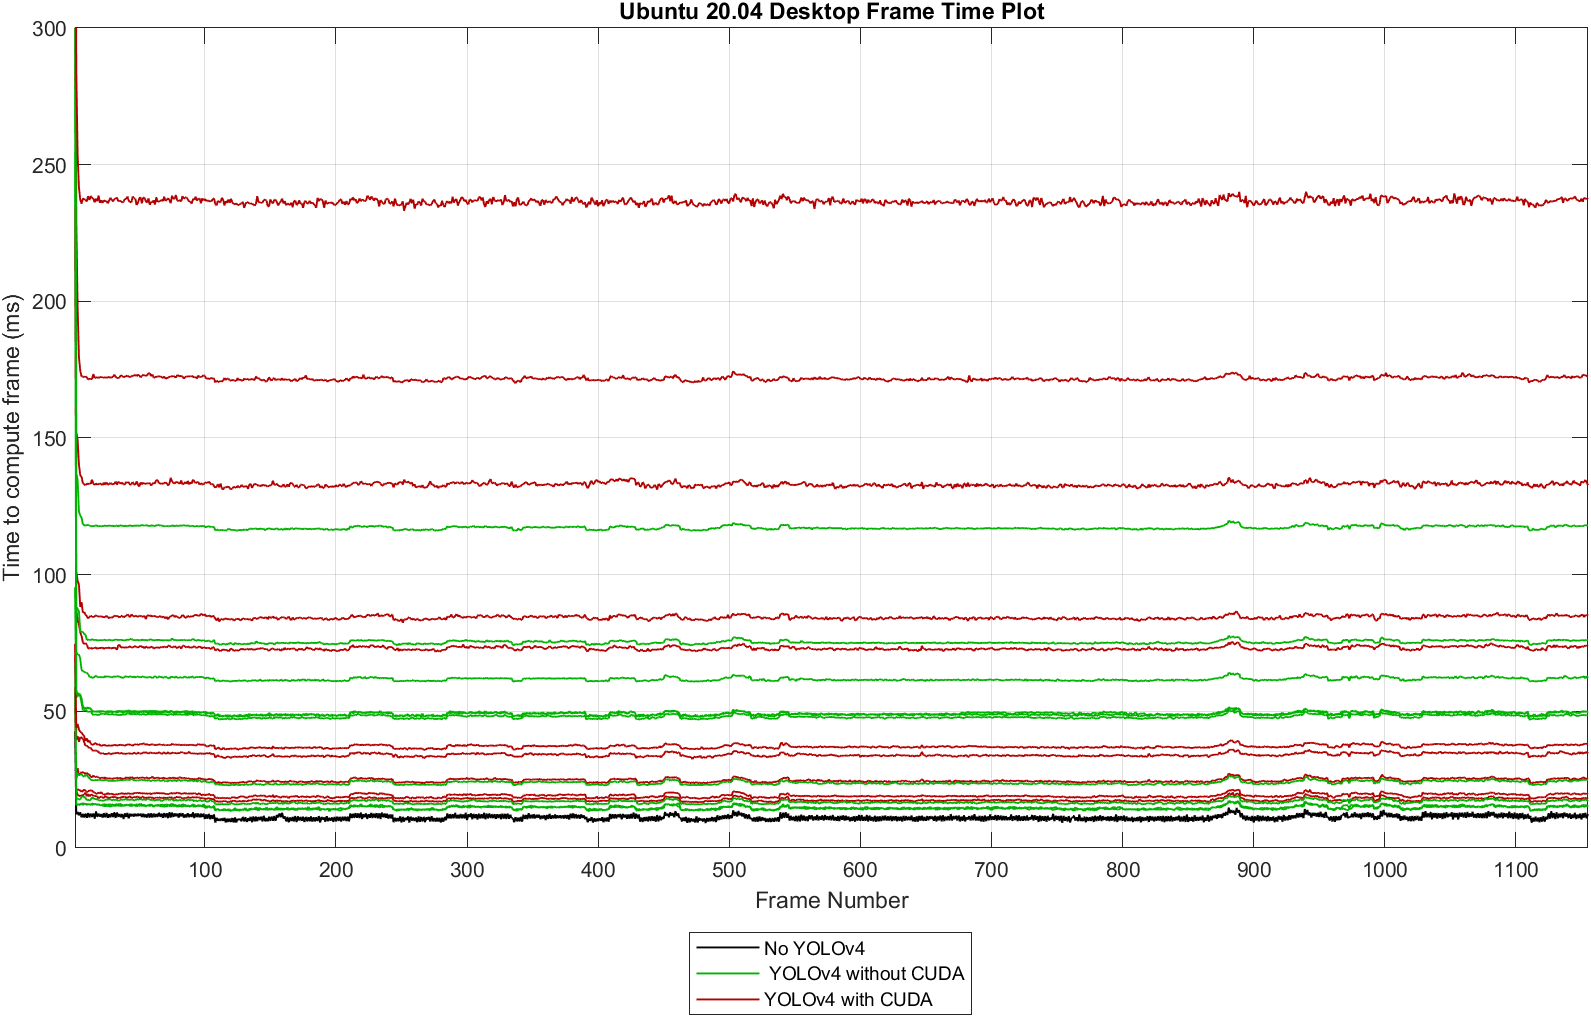 Ubuntu 20.04 Desktop Frame Time Plot
300
250
200
150
100
50
0
Time to compute frame (ms)
100 200 300 400 500 600 700 800 900 1000 1100
Frame Number
No YOLOv4
YOLOv4 without CUDA
YOLOv4 with CUDA